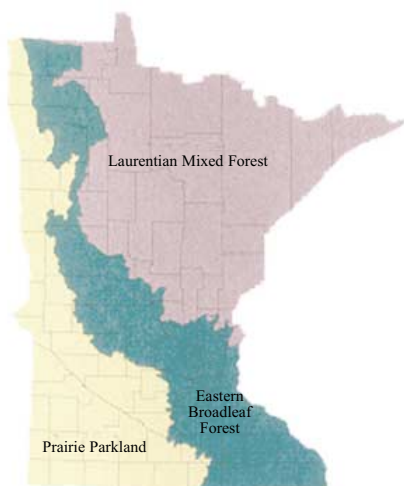 Laurentian Mixed Forest
Eastern
Broadleaf
Forest
Prairie Parkland